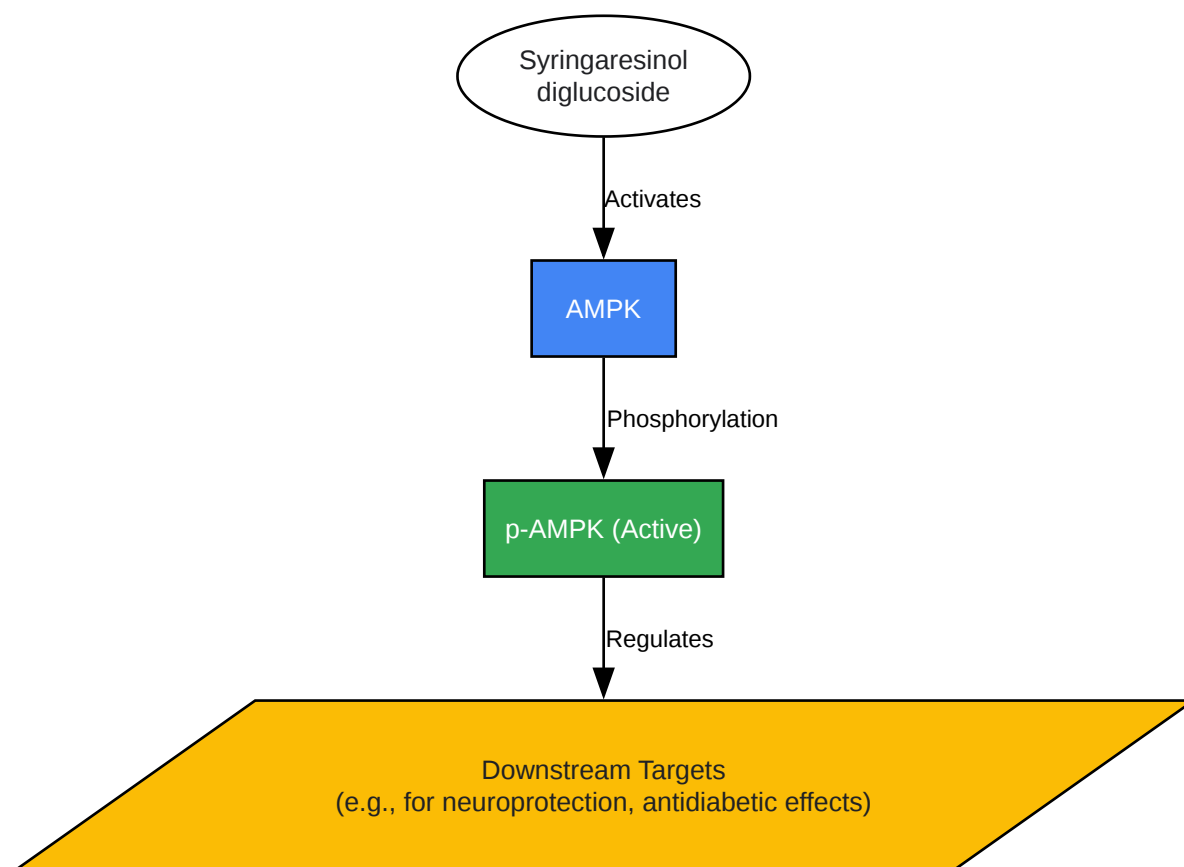 Syringaresinol
diglucoside
Activates
AMPK
Phosphorylation
p-AMPK (Active)
Regulates
Downstream Targets
(e.g., for neuroprotection, antidiabetic effects)